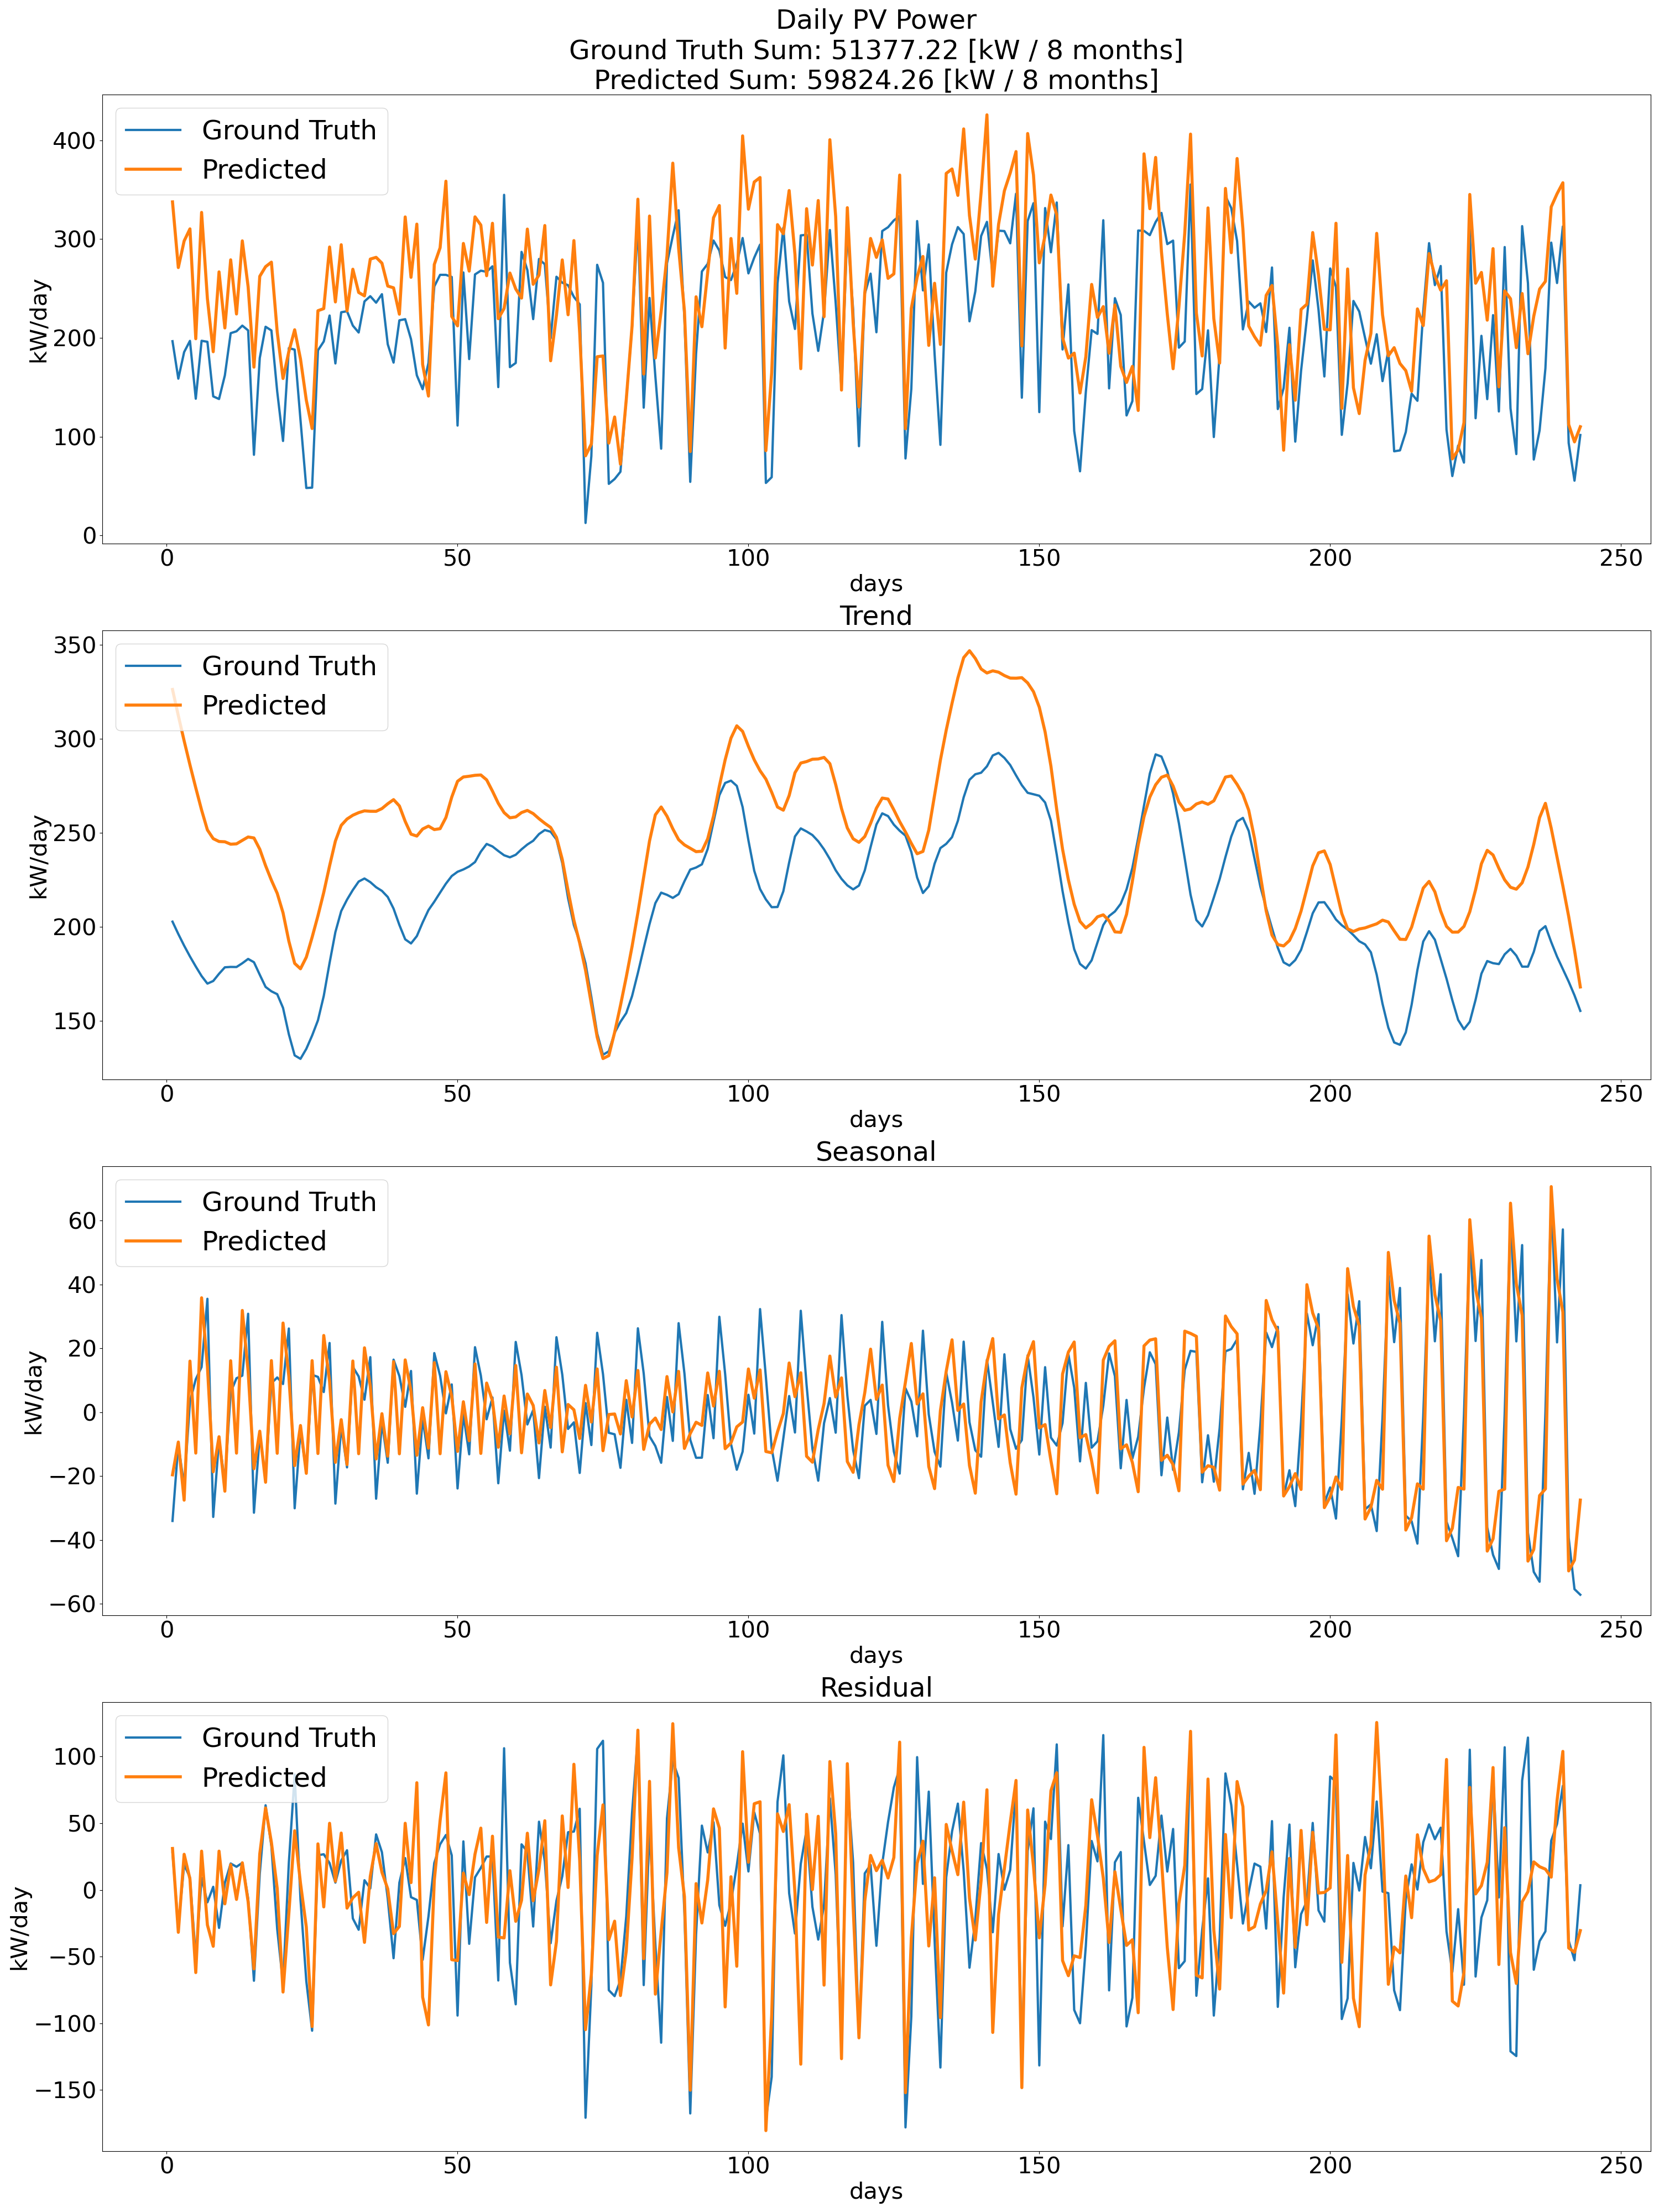 Daily PV Power
Ground Truth Sum: 51377.22 [kW / 8 months]
Predicted Sum: 59824.26 [kW / 8 months]
Ground Truth
Predicted
400
300
200
100
0
kW/day
0 50 100 150 200 250
days
Trend
Ground Truth
Predicted
350
300
250
200
150
kW/day
0 50 100 150 200 250
days
Seasonal
Ground Truth
Predicted
60
40
20
0
−20
−40
−60
kW/day
0 50 100 150 200 250
days
Residual
Ground Truth
Predicted
100
50
0
−50
−100
−150
kW/day
0 50 100 150 200 250
days